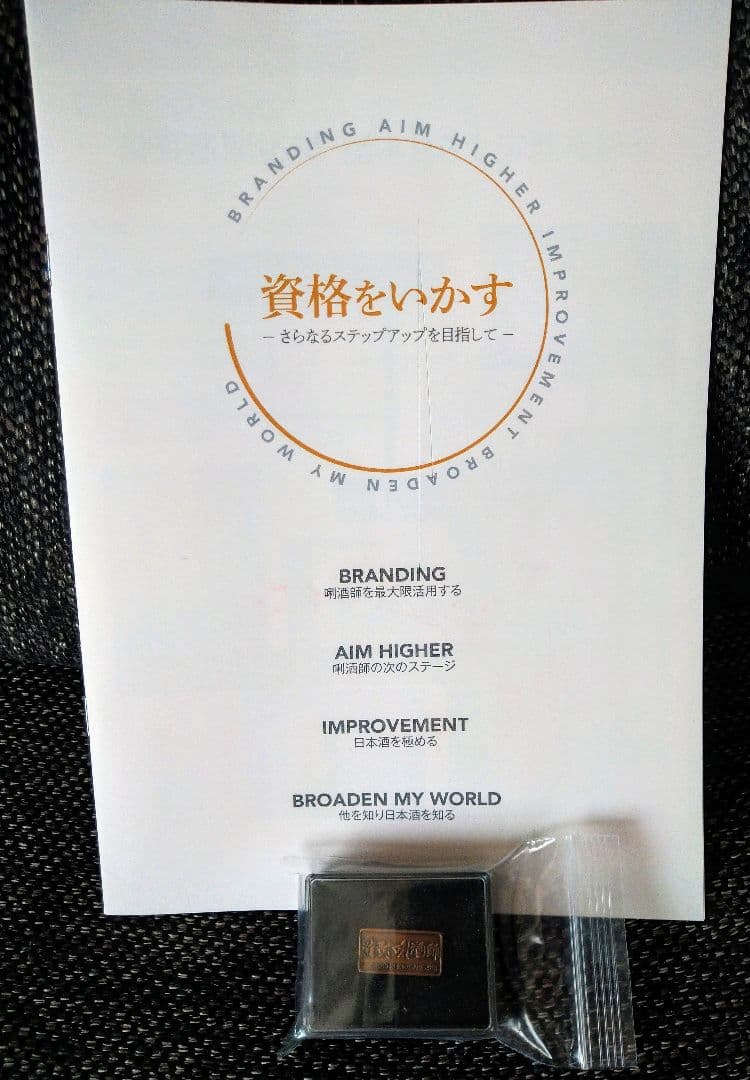 BRANDING AIM HIGHER IMPROVEMENT BROADEN MY WORLD
資格をいかす
－さらなるステップアップを目指して－
BRANDING
唎酒師を最大限活用する
AIM HIGHER
唎酒師の次のステージ
IMPROVEMENT
日本酒を極める
BROADEN MY WORLD
他を知り日本酒を知る